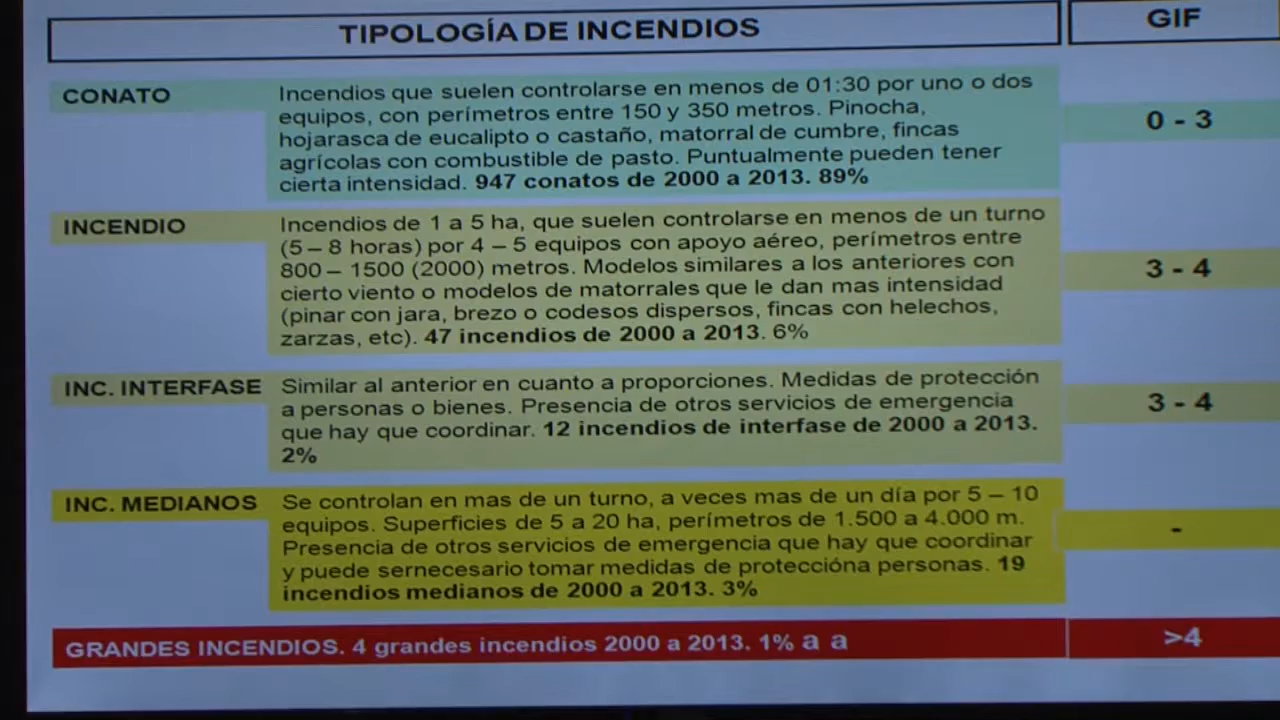 TIPOLOGÍA DE INCENDIOS
GIF
CONATO
Incendios que suelen controlarse en menos de 01:30 por uno o dos
equipos, con perímetros entre 150 y 350 metros. Pinocha,
hojarasca de eucalipto o castaño, matorral de cumbre, fincas
agrícolas con combustible de pasto. Puntualmente pueden tener
cierta intensidad. 947 conatos de 2000 a 2013. 89%
0 - 3
INCENDIO
Incendios de 1 a 5 ha, que suelen controlarse en menos de un turno
(5 – 8 horas) por 4 – 5 equipos con apoyo aéreo, perímetros entre
800 – 1500 (2000) metros. Modelos similares a los anteriores con
cierto viento o modelos de matorrales que le dan mas intensidad
(pinar con jara, brezo o codesos dispersos, fincas con helechos,
zarzas, etc). 47 incendios de 2000 a 2013. 6%
3 - 4
INC. INTERFASE
Similar al anterior en cuanto a proporciones. Medidas de protección
a personas o bienes. Presencia de otros servicios de emergencia
que hay que coordinar. 12 incendios de interfase de 2000 a 2013.
2%
3 - 4
INC. MEDIANOS
Se controlan en mas de un turno, a veces mas de un día por 5 – 10
equipos. Superficies de 5 a 20 ha, perímetros de 1.500 a 4.000 m.
Presencia de otros servicios de emergencia que hay que coordinar
y puede sernecesario tomar medidas de proteccióna personas. 19
incendios medianos de 2000 a 2013. 3%
-
GRANDES INCENDIOS. 4 grandes incendios 2000 a 2013. 1% a a
>4